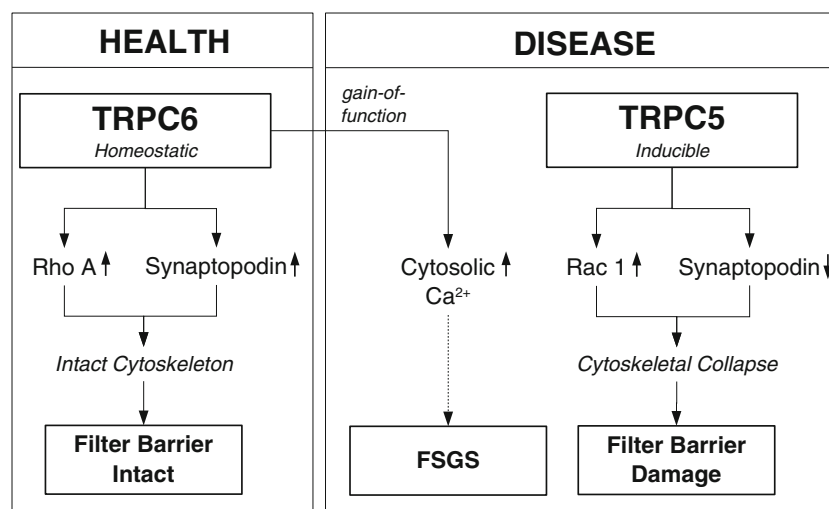 HEALTH
TRPC6
Homeostatic
Rho A
Synaptopodin
Intact Cytoskeleton
Filter Barrier
Intact
DISEASE
gain-of-
function
Cytosolic
Ca²⁺
FSGS
TRPC5
Inducible
Rac 1
Synaptopodin
Cytoskeletal Collapse
Filter Barrier
Damage